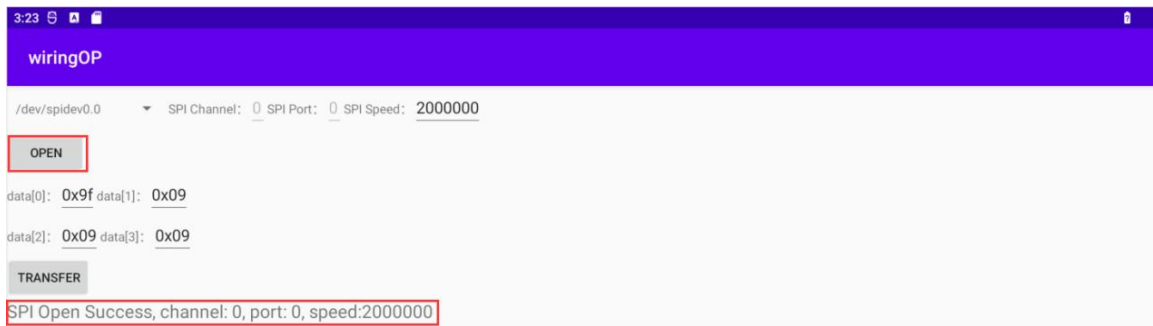 3:23
wiringOP
/dev/spidev0.0 SPI Channel: 0 SPI Port: 0 SPI Speed: 2000000
OPEN
data[0]: 0x9f data[1]: 0x09
data[2]: 0x09 data[3]: 0x09
TRANSFER
SPI Open Success, channel: 0, port: 0, speed:2000000